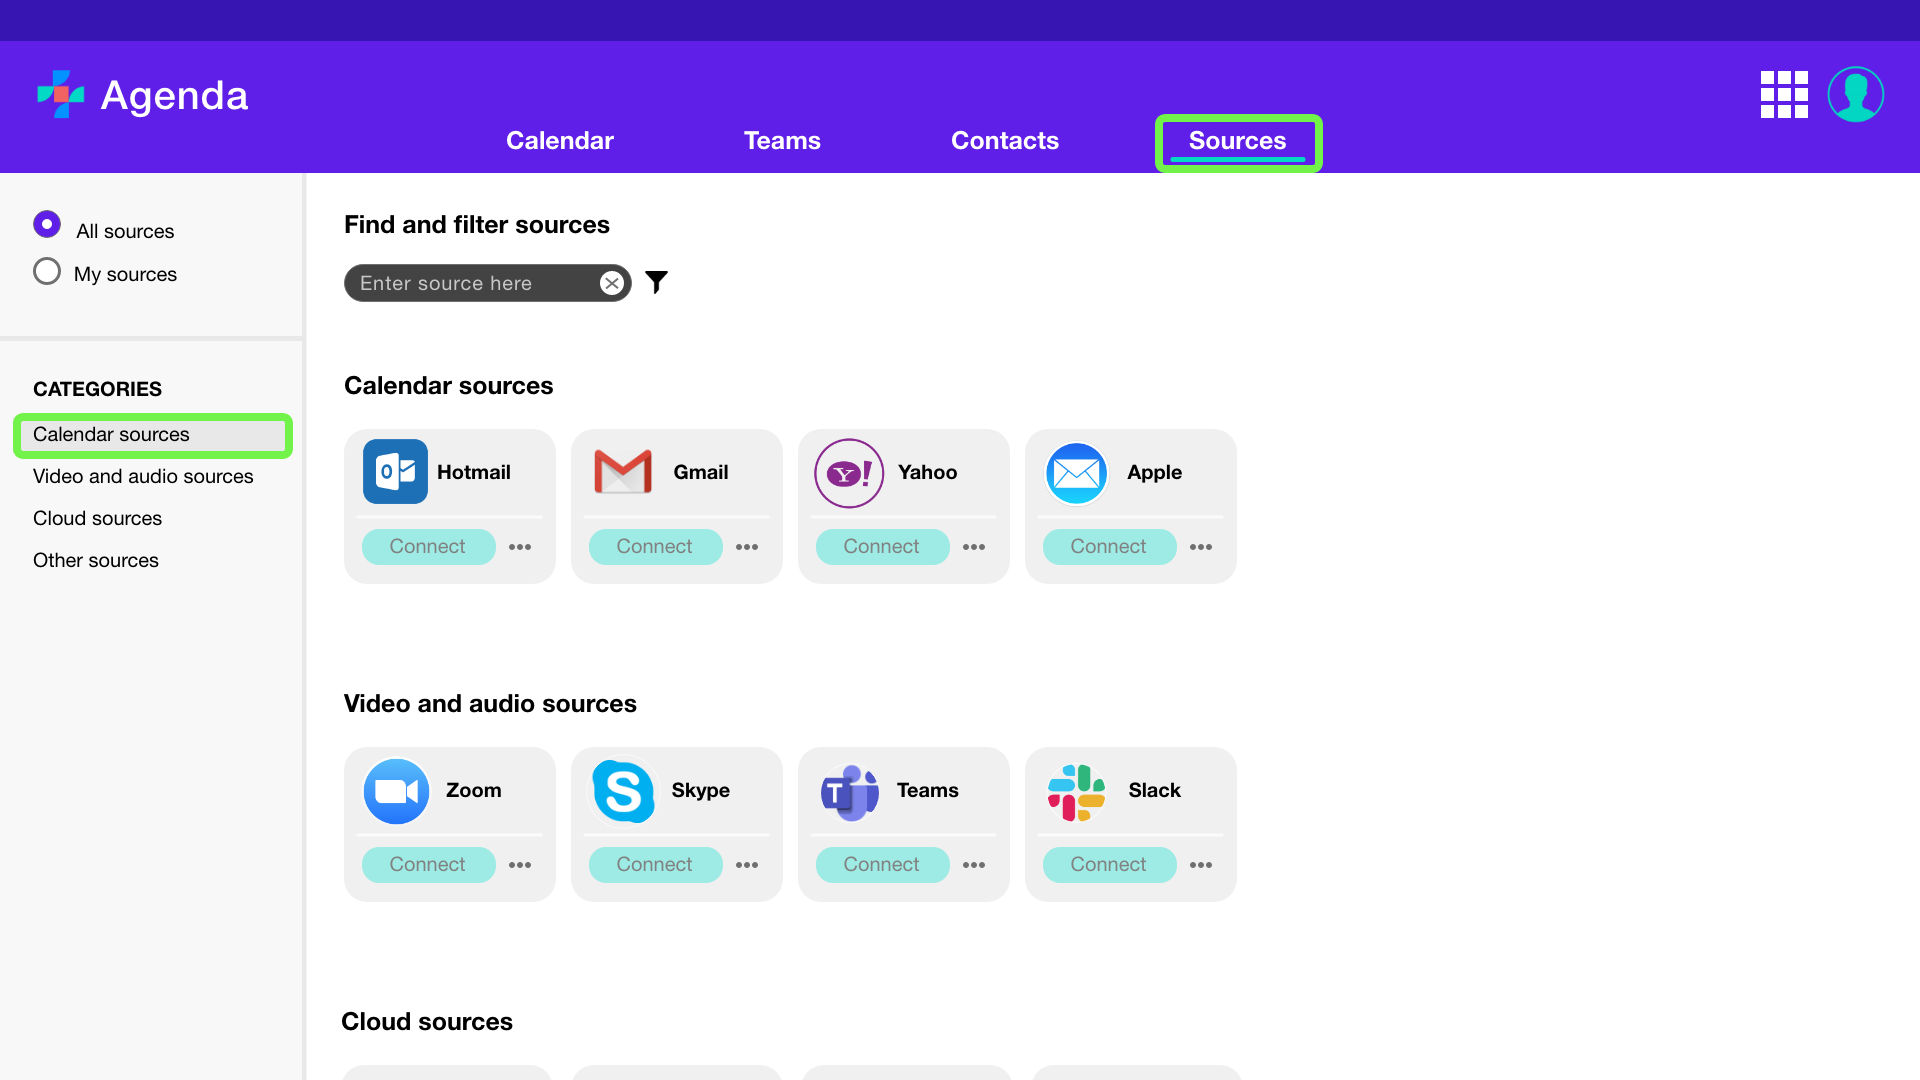 Agenda
Calendar
Teams
Contacts
Sources
All sources
My sources
CATEGORIES
Calendar sources
Video and audio sources
Cloud sources
Other sources
Find and filter sources
Enter source here
Calendar sources
Hotmail
Gmail
Yahoo
Apple
Connect
Connect
Connect
Connect
Video and audio sources
Zoom
Skype
Teams
Slack
Connect
Connect
Connect
Connect
Cloud sources